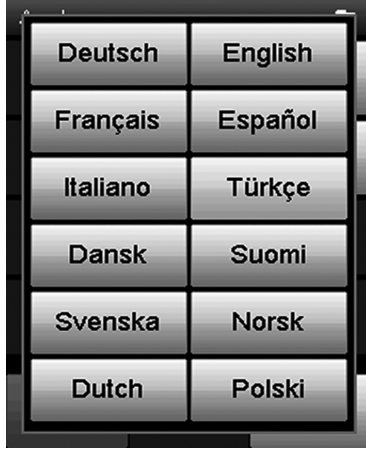 Deutsch English
Français Español
Italiano Türkçe
Dansk Suomi
Svenska Norsk
Dutch Polski